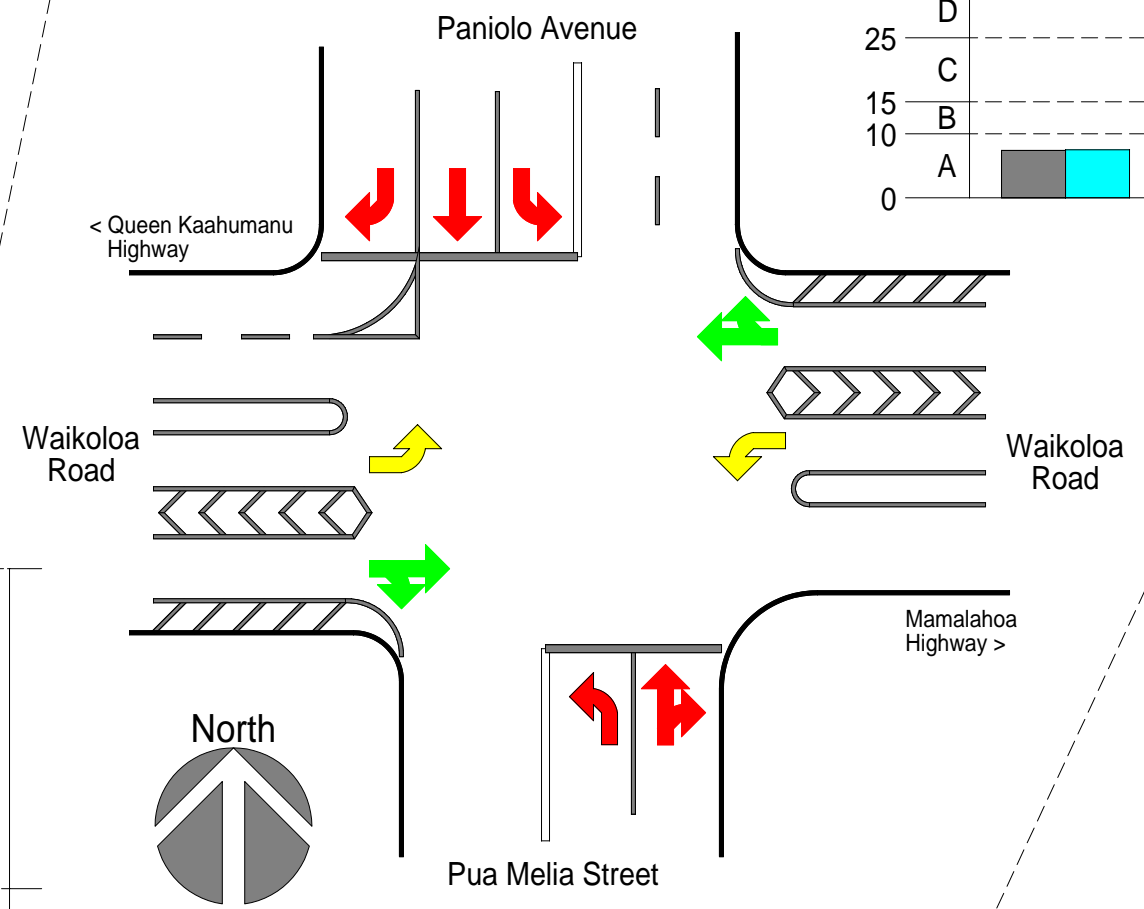 Paniolo Avenue
D
25
C
15
B
10
A
0
< Queen Kaahumanu
Highway
Waikoloa
Road
Waikoloa
Road
Mamalahoa
Highway >
North
Pua Melia Street